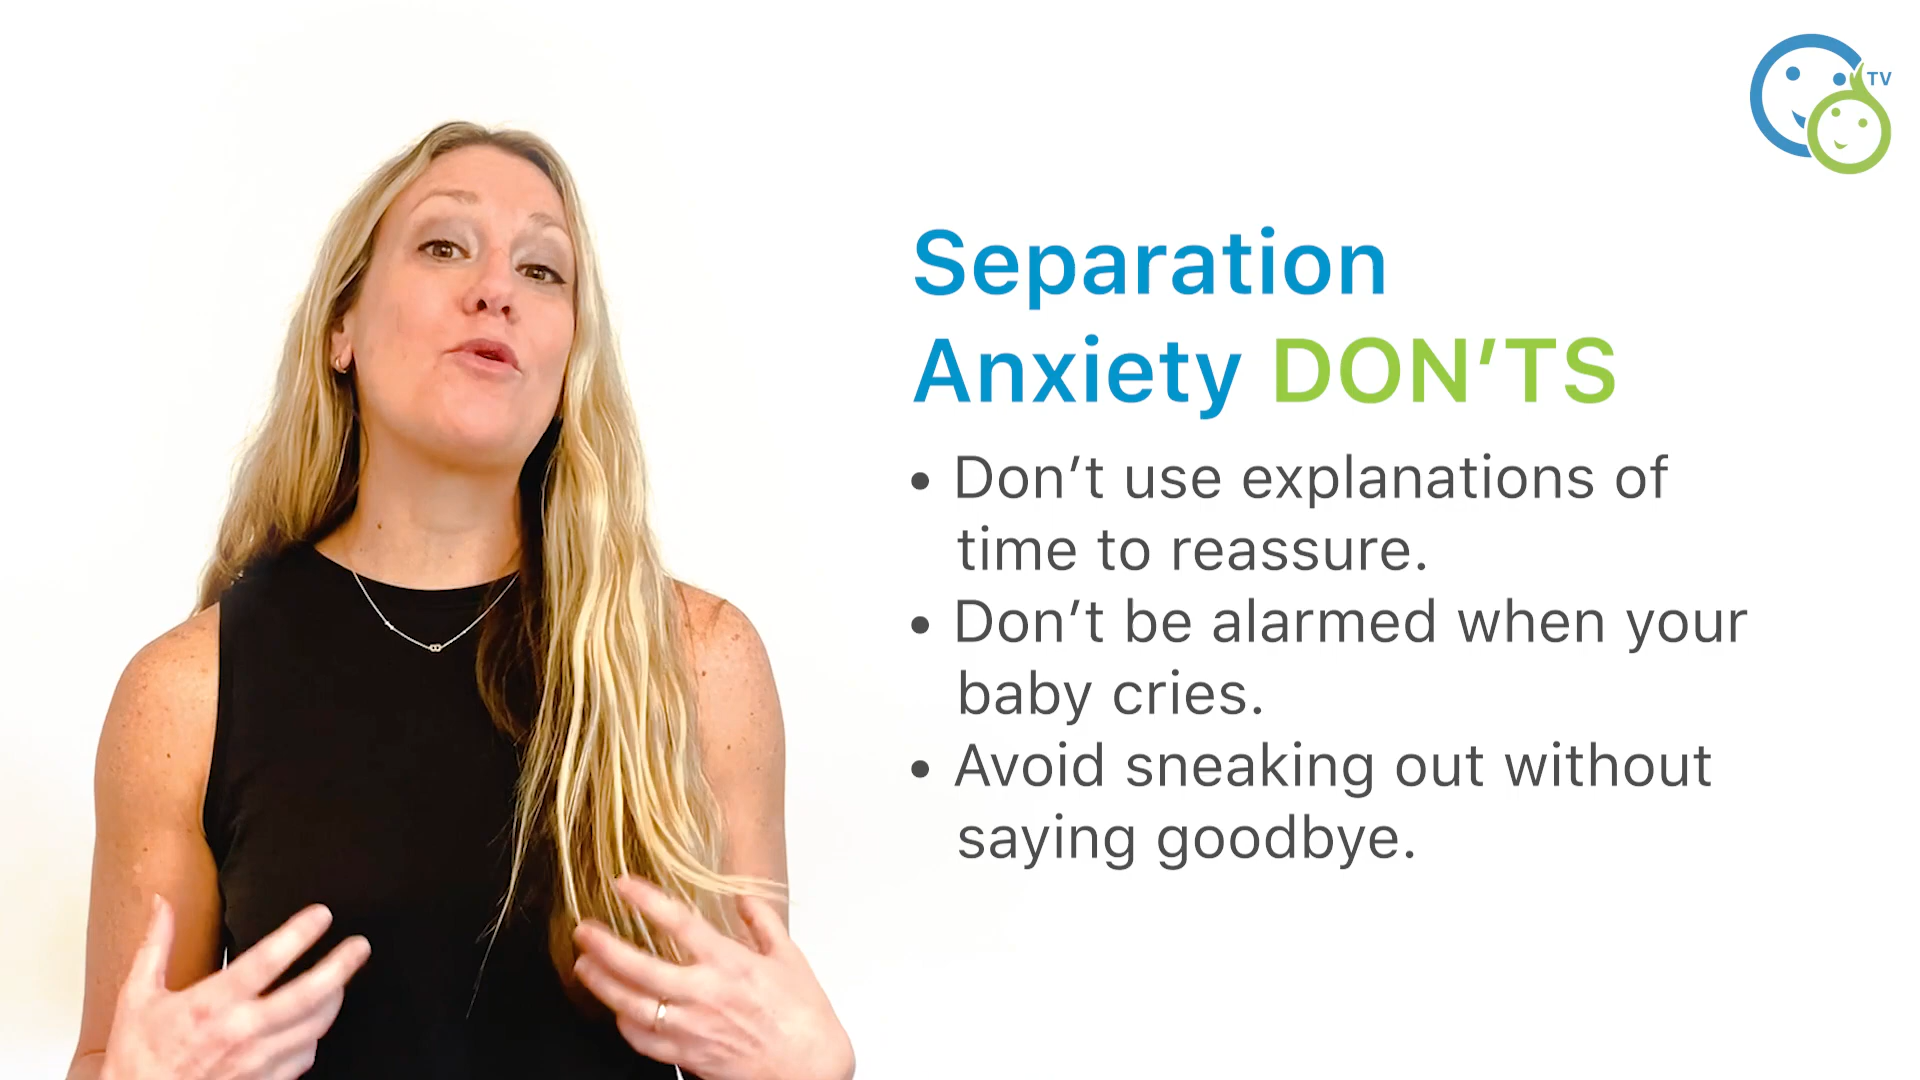 TV
Separation
Anxiety DON’TS
• Don’t use explanations of
time to reassure.
• Don’t be alarmed when your
baby cries.
• Avoid sneaking out without
saying goodbye.